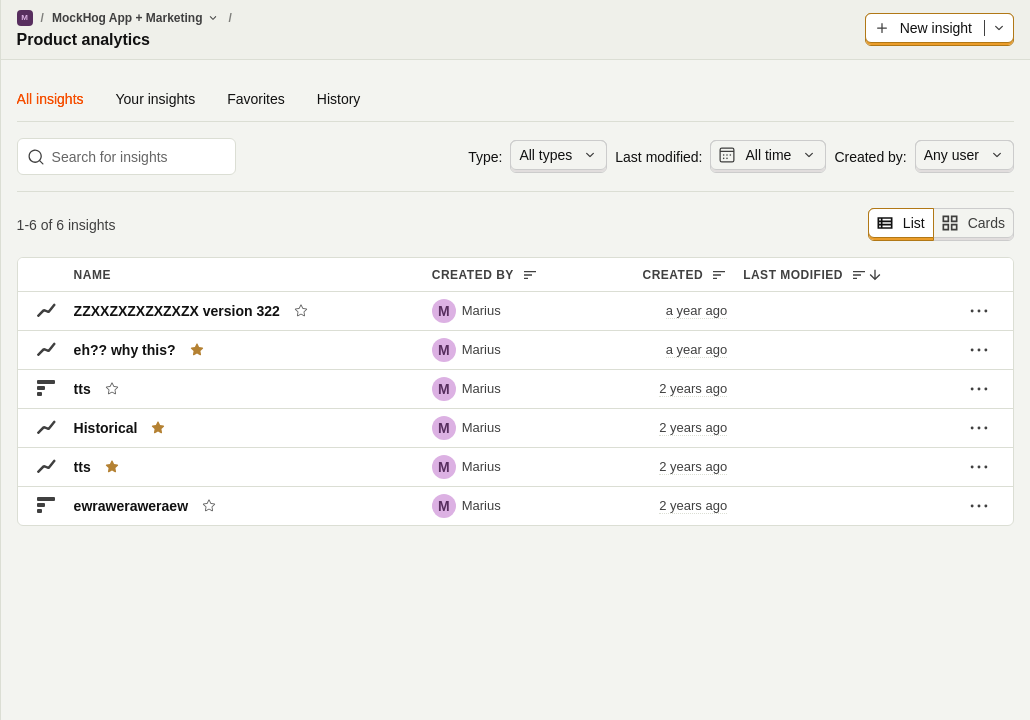 M / MockHog App + Marketing /
Product analytics
New insight
All insights Your insights Favorites History
Search for insights Type: All types Last modified: All time Created by: Any user
1-6 of 6 insights List Cards
NAME CREATED BY CREATED LAST MODIFIED
ZZXXZXZXZXZXZX version 322 M Marius a year ago
eh?? why this? M Marius a year ago
tts M Marius 2 years ago
Historical M Marius 2 years ago
tts M Marius 2 years ago
ewraweraweraew M Marius 2 years ago